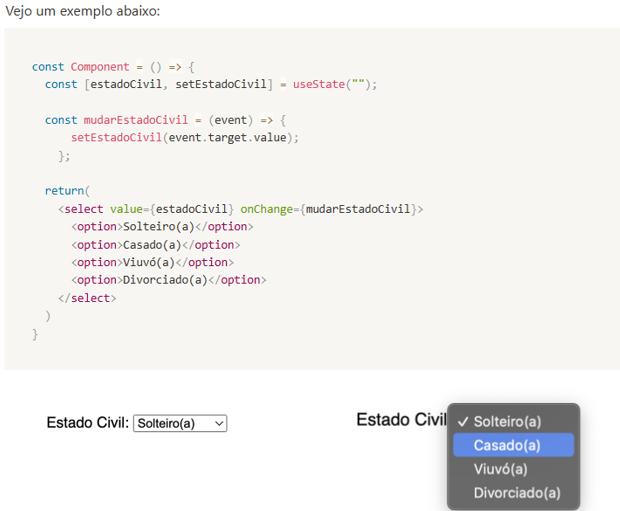 Vejo um exemplo abaixo:
const Component = () => {
const [estadoCivil, setEstadoCivil] = useState("");
const mudarEstadoCivil = (event) => {
setEstadoCivil(event.target.value);
};
return(
<select value={estadoCivil} onChange={mudarEstadoCivil}>
<option>Solteiro(a)</option>
<option>Casado(a)</option>
<option>Viuvó(a)</option>
<option>Divorciado(a)</option>
</select>
)
}
Estado Civil: Solteiro(a)
Estado Civil
✓ Solteiro(a)
Casado(a)
Viuvó(a)
Divorciado(a)